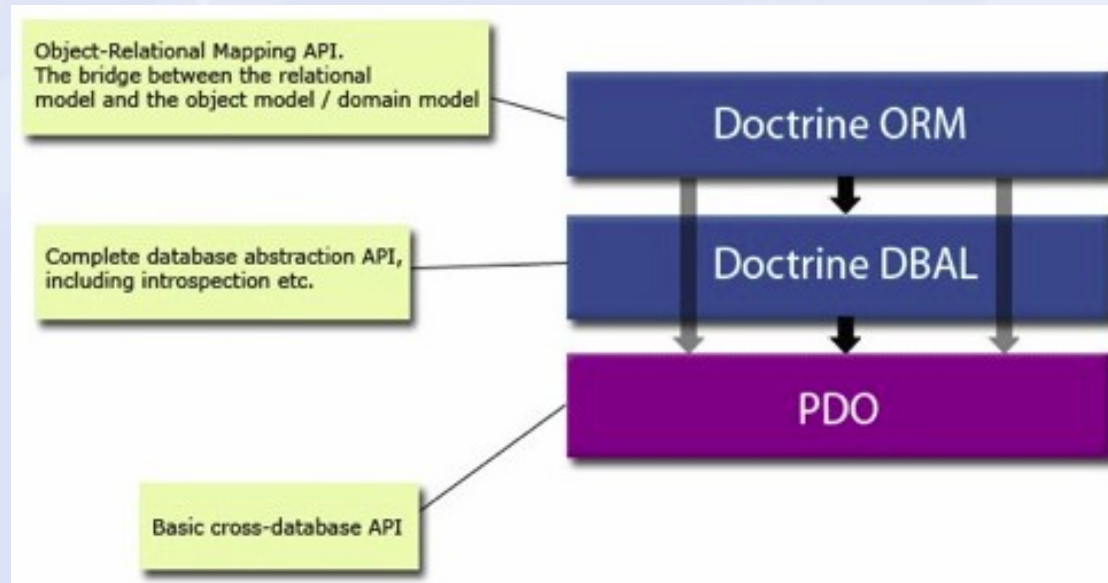 Object-Relational Mapping API.
The bridge between the relational
model and the object model / domain model
Doctrine ORM
Complete database abstraction API,
including introspection etc.
Doctrine DBAL
PDO
Basic cross-database API